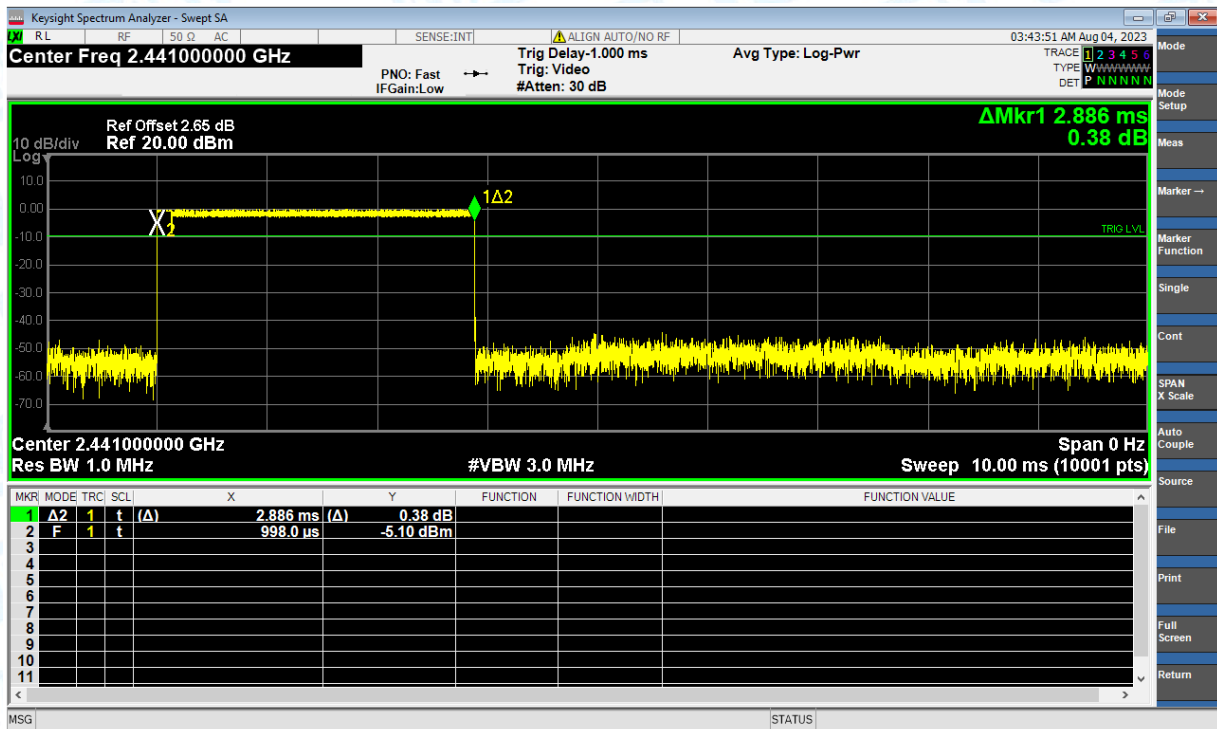 Keysight Spectrum Analyzer - Swept SA
LXI RL RF 50 Ω AC SENSE:INT ALIGN AUTO/NO RF 03:43:51 AM Aug 04, 2023
Center Freq 2.441000000 GHz
PNO: Fast
IFGain:Low
Trig Delay-1.000 ms
Trig: Video
#Atten: 30 dB
Avg Type: Log-Pwr
TRACE 1 2 3 4 5 6
TYPE WWWWWW
DET P N N N N N
ΔMkr1 2.886 ms
0.38 dB
Ref Offset 2.65 dB
10 dB/div Ref 20.00 dBm
Log
10.0
0.00
-10.0
-20.0
-30.0
-40.0
-50.0
-60.0
-70.0
1Δ2
2
TRIG LVL
Center 2.441000000 GHz Span 0 Hz
Res BW 1.0 MHz #VBW 3.0 MHz Sweep 10.00 ms (10001 pts)
MKR MODE TRC SCL X Y FUNCTION FUNCTION WIDTH FUNCTION VALUE
1 Δ2 1 t (Δ) 2.886 ms (Δ) 0.38 dB
2 F 1 t 998.0 µs -5.10 dBm
3
4
5
6
7
8
9
10
11
MSG STATUS
Mode
Mode
Setup
Meas
Marker →
Marker
Function
Single
Cont
SPAN
X Scale
Auto
Couple
Source
File
Print
Full
Screen
Return